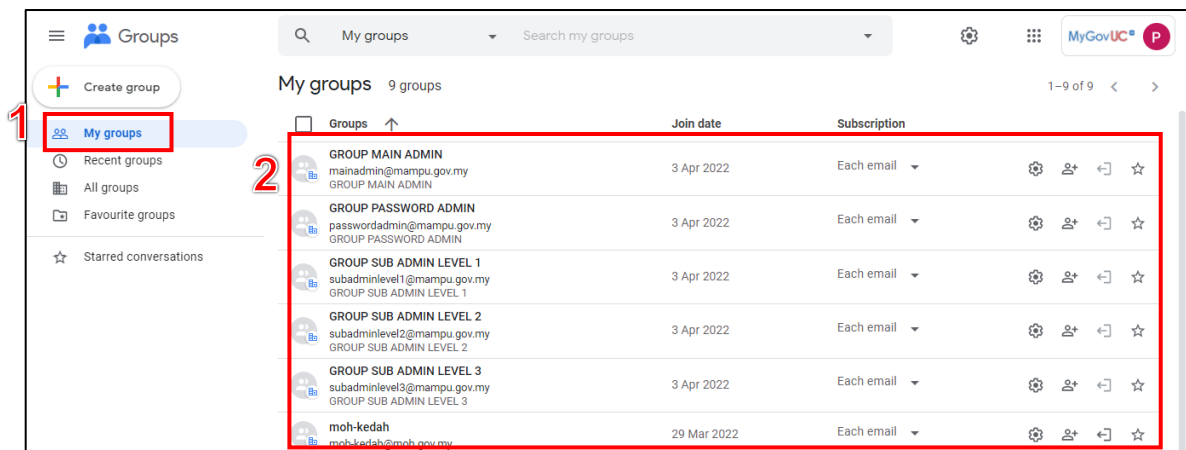 Groups
My groups
Search my groups
MyGovUC
P
Create group
My groups 9 groups
1-9 of 9
1
My groups
Groups Join date Subscription
Recent groups
All groups
Favourite groups
Starred conversations
2
GROUP MAIN ADMIN
mainadmin@mampu.gov.my 3 Apr 2022 Each email
GROUP MAIN ADMIN
GROUP PASSWORD ADMIN
passwordadmin@mampu.gov.my 3 Apr 2022 Each email
GROUP PASSWORD ADMIN
GROUP SUB ADMIN LEVEL 1
subadminlevel1@mampu.gov.my 3 Apr 2022 Each email
GROUP SUB ADMIN LEVEL 1
GROUP SUB ADMIN LEVEL 2
subadminlevel2@mampu.gov.my 3 Apr 2022 Each email
GROUP SUB ADMIN LEVEL 2
GROUP SUB ADMIN LEVEL 3
subadminlevel3@mampu.gov.my 3 Apr 2022 Each email
GROUP SUB ADMIN LEVEL 3
moh-kedah 29 Mar 2022 Each email
moh-kedah@moh.gov.my